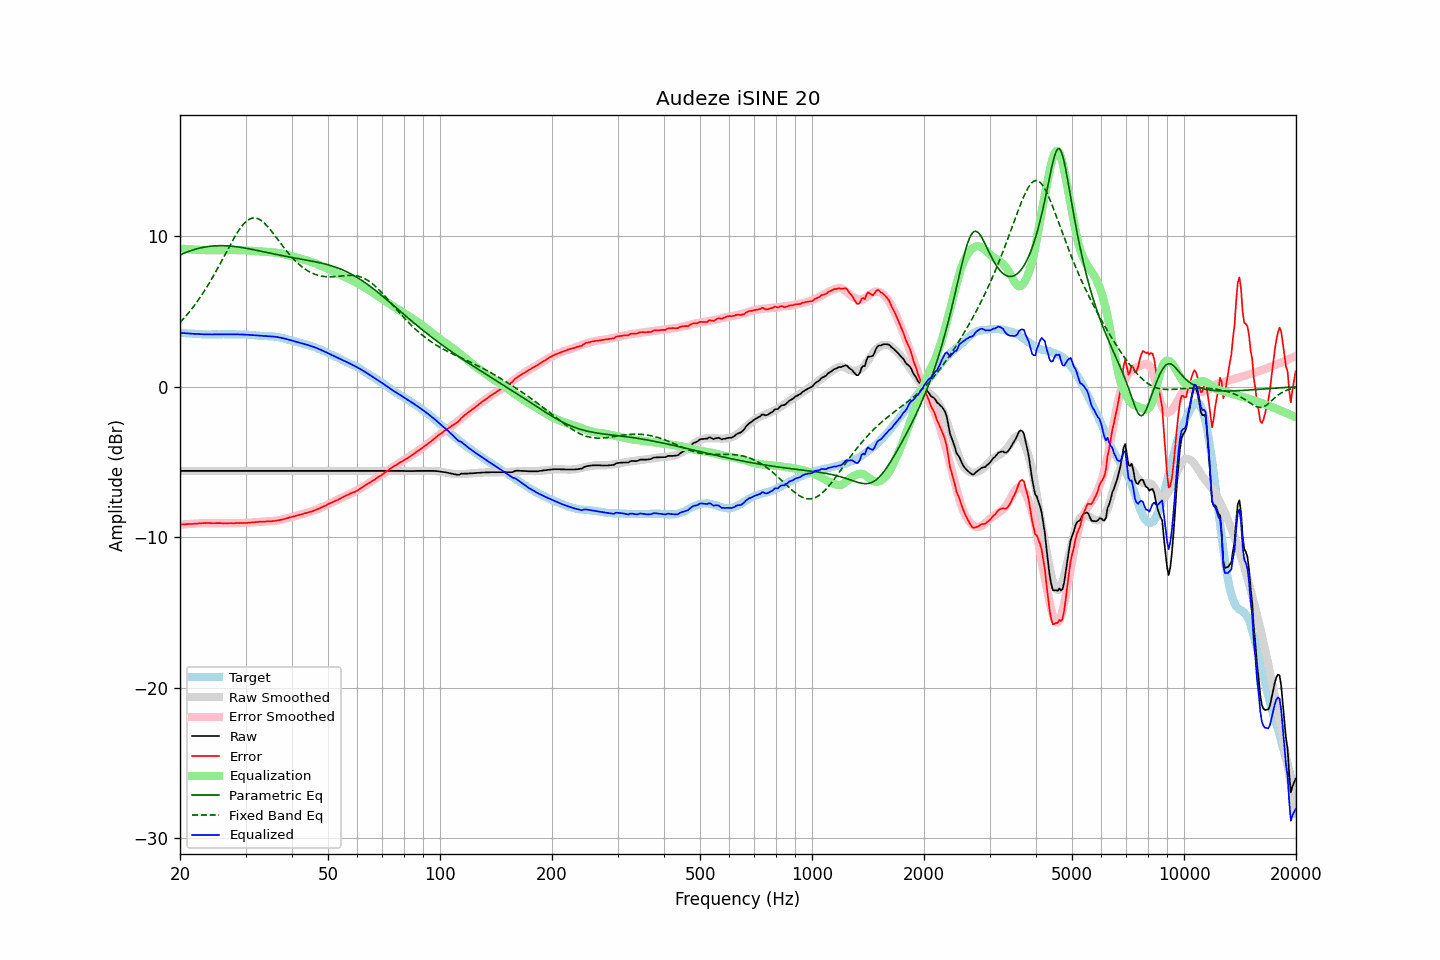 Audeze iSINE 20
Amplitude (dBr)
10
0
−10
−20
−30
Target
Raw Smoothed
Error Smoothed
Raw
Error
Equalization
Parametric Eq
Fixed Band Eq
Equalized
20 50 100 200 500 1000 2000 5000 10000 20000
Frequency (Hz)